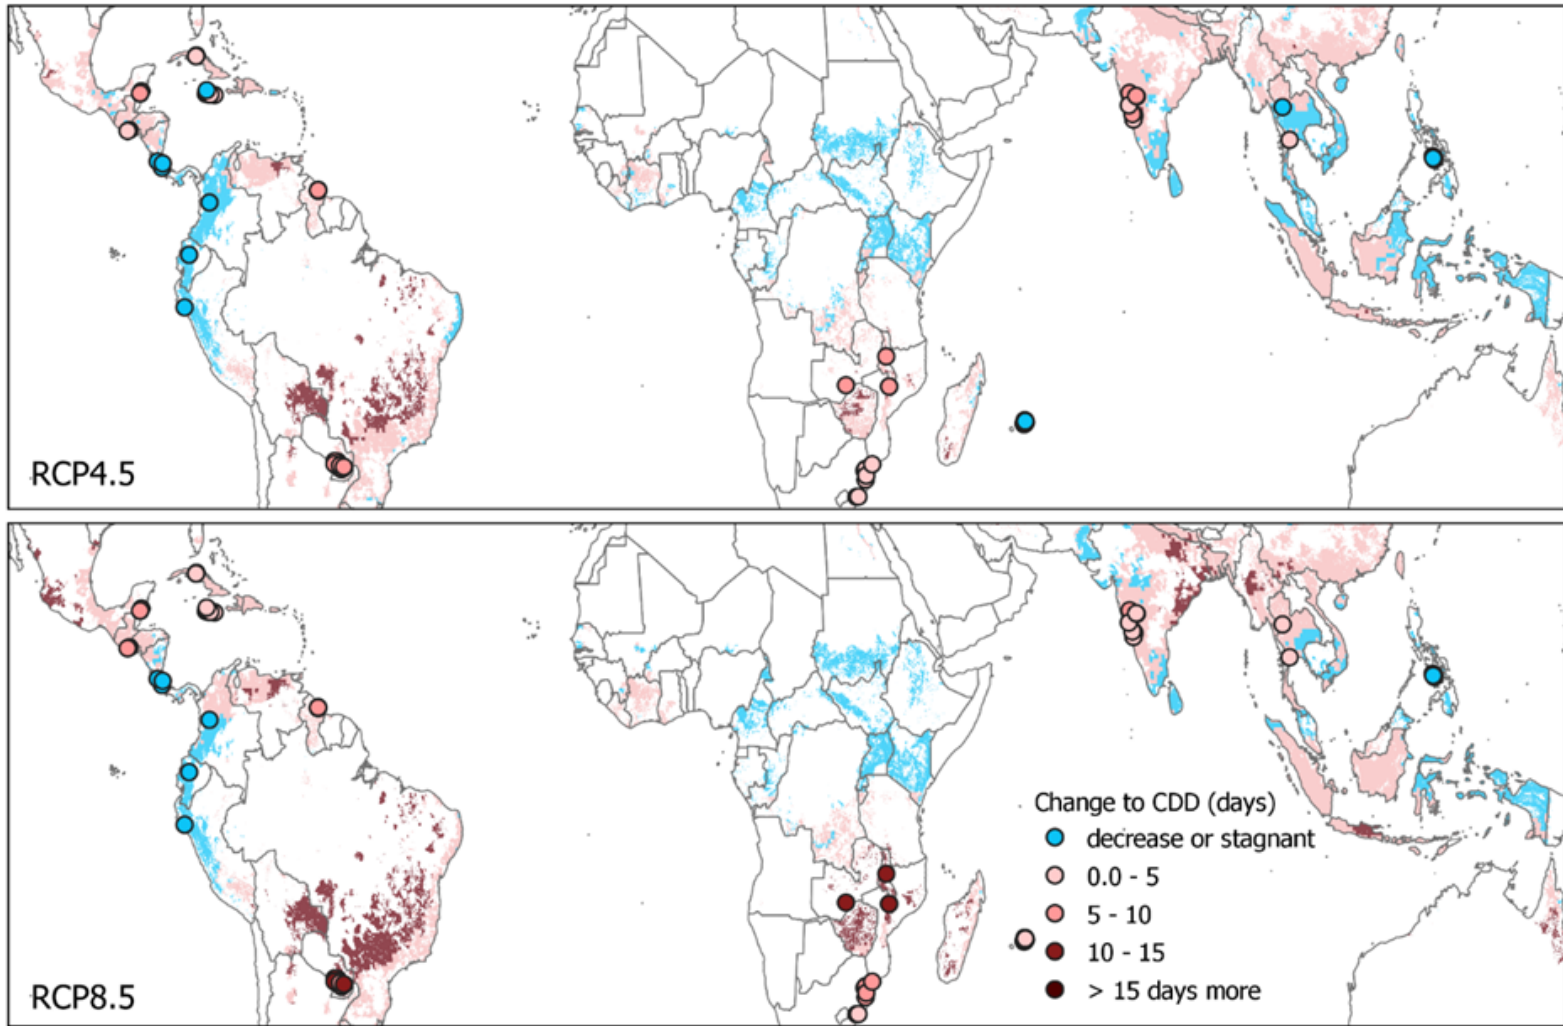 RCP4.5
Change to CDD (days)
decrease or stagnant
0.0 - 5
5 - 10
10 - 15
> 15 days more
RCP8.5